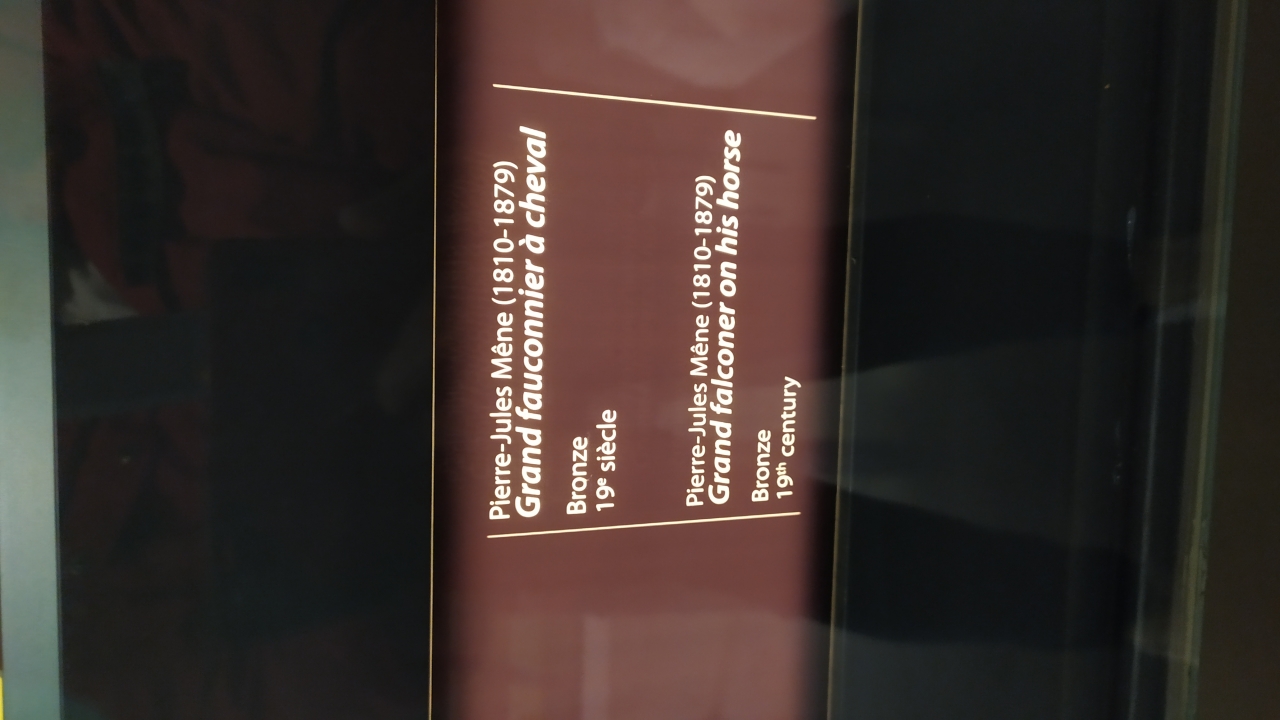 Pierre-Jules Mêne (1810-1879)
Grand fauconnier à cheval
Bronze
19e siècle
Pierre-Jules Mêne (1810-1879)
Grand falconer on his horse
Bronze
19th century